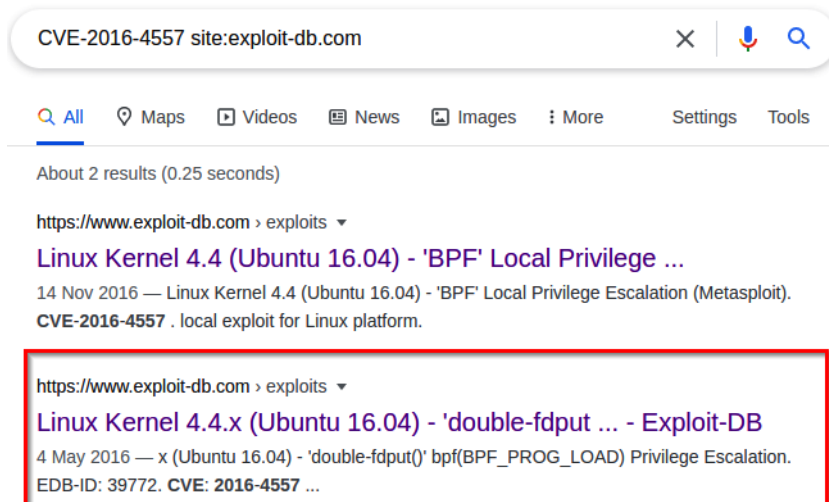 CVE-2016-4557 site:exploit-db.com
All Maps Videos News Images More Settings Tools
About 2 results (0.25 seconds)
https://www.exploit-db.com › exploits
Linux Kernel 4.4 (Ubuntu 16.04) - 'BPF' Local Privilege ...
14 Nov 2016 — Linux Kernel 4.4 (Ubuntu 16.04) - 'BPF' Local Privilege Escalation (Metasploit).
CVE-2016-4557 . local exploit for Linux platform.
https://www.exploit-db.com › exploits
Linux Kernel 4.4.x (Ubuntu 16.04) - 'double-fdput ... - Exploit-DB
4 May 2016 — x (Ubuntu 16.04) - 'double-fdput()' bpf(BPF_PROG_LOAD) Privilege Escalation.
EDB-ID: 39772. CVE: 2016-4557 ...